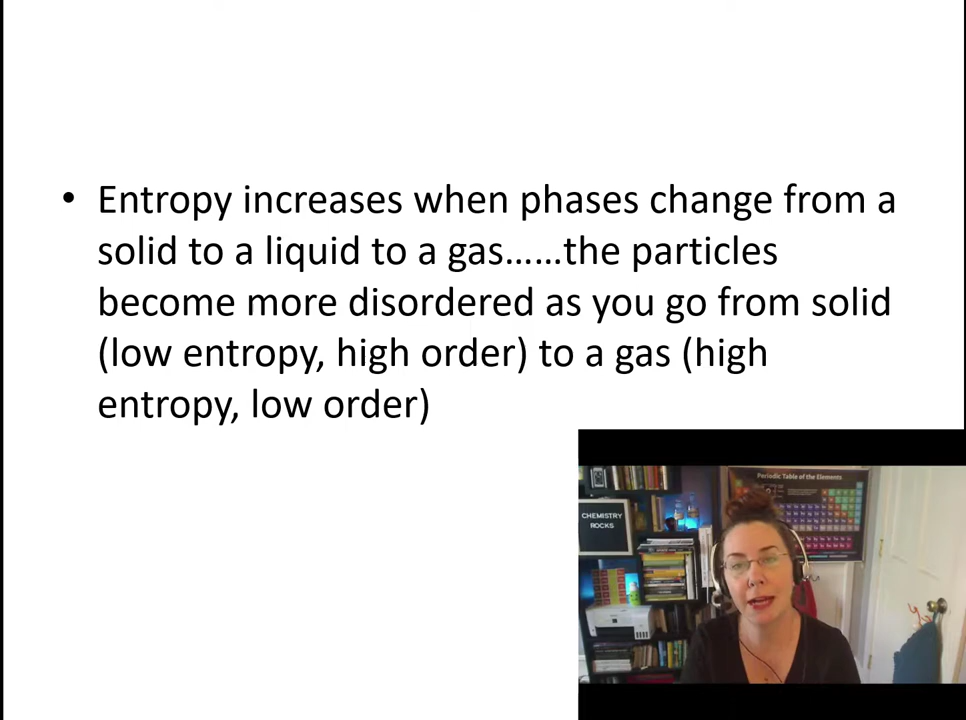 • Entropy increases when phases change from a
solid to a liquid to a gas……the particles
become more disordered as you go from solid
(low entropy, high order) to a gas (high
entropy, low order)
Periodic Table of the Elements
CHEMISTRY
ROCKS